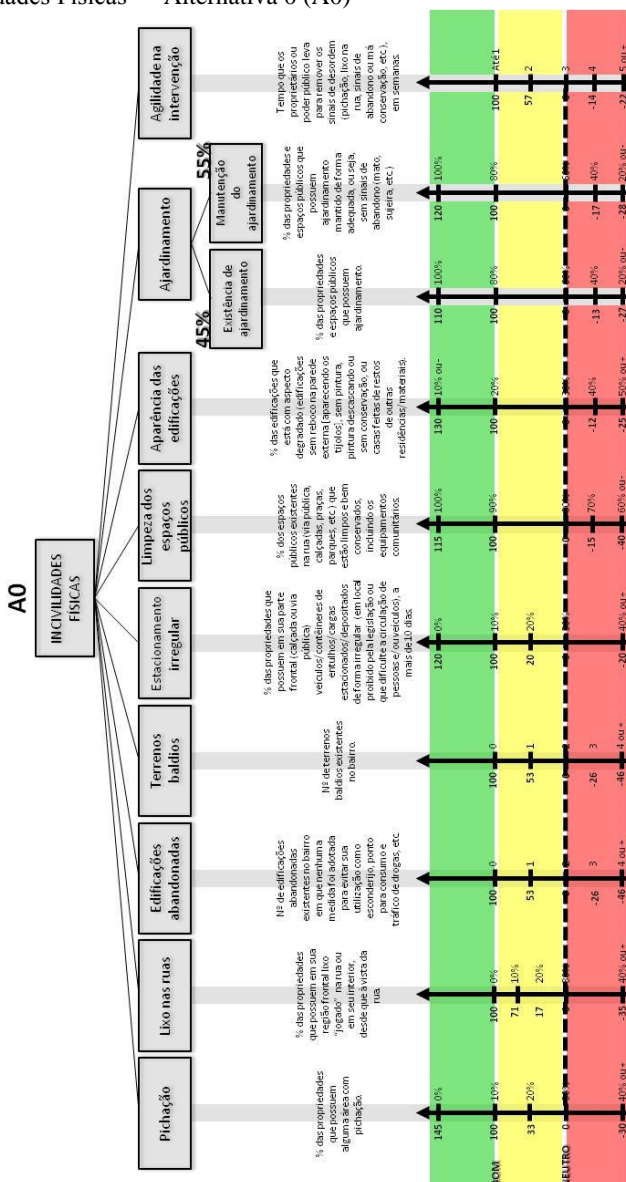 dades Físicas — Alternativa 0 (A0)
A0
INCIVILIDADES
FÍSICAS
Pichação
Lixo nas ruas
Edificações
abandonadas
Terrenos
baldios
Estacionamento
irregular
Limpeza dos
espaços
públicos
Aparência das
edificações
Ajardinamento
Agilidade na
intervenção
45%
Existência de
ajardinamento
55%
Manutenção
do
ajardinamento
% das propriedades
que possuem
alguma área com
pichação.
% das propriedades
que possuem em sua
região frontal lixo
"jogado" na rua ou
em seu interior,
desde que à vista da
rua.
Nº de edificações
abandonadas
existentes no bairro
em que nenhuma
medida foi adotada
para evitar sua
utilização como
esconderijo, ponto
para consumo e
tráfico de drogas, etc
Nº de terrenos
baldios existentes
no bairro.
% das propriedades que
possuem em sua parte
frontal (calçada ou via
pública)
veículos/contêineres de
entulhos/cargas
estacionados/depositados
de forma irregular (em local
proibido pela legislação ou
que dificulte a circulação de
pessoas e/ou veículos), a
mais de 10 dias.
% dos espaços
públicos existentes
na rua (via pública,
calçadas, praças,
parques, etc) que
estão limpos e bem
conservados,
incluindo os
equipamentos
comunitários.
% das edificações que
está com aspecto
degradado (edificações
sem reboco na parede
externa [aparecendo os
tijolos], sem pintura,
pintura descascando ou
sem conservação, ou
casas feitas de restos
de outras
residências/materiais).
% das propriedades
e espaços públicos
que possuem
ajardinamento.
% das propriedades e
espaços públicos que
possuem
ajardinamento
mantido de forma
adequada, ou seja,
sem sinais de
abandono (mato,
sujeira, etc.)
Tempo que os
proprietários ou
poder público leva
para remover os
sinais de desordem
(pichação, lixo na
rua, sinais de
abandono ou má
conservação, etc.),
em semanas.
BOM
NEUTRO
145 0%
100 10%
33 20%
0
-30 40% ou +
100 0%
71 10%
17 20%
-35 40% ou +
100 0
53 1
-26 3
-46 4 ou +
100 0
53 1
-26 3
-46 4 ou +
120 0%
100 10%
20 20%
-20 40% ou +
115 100%
100 90%
-15 70%
-40 60% ou -
130 10% ou -
100 20%
-12 40%
-25 50% ou +
110 100%
100 80%
-13 40%
-27 20% ou -
120 100%
100 80%
-17 40%
-28 20% ou -
100 Até 1
57 2
3
-14 4
-22 5 ou +